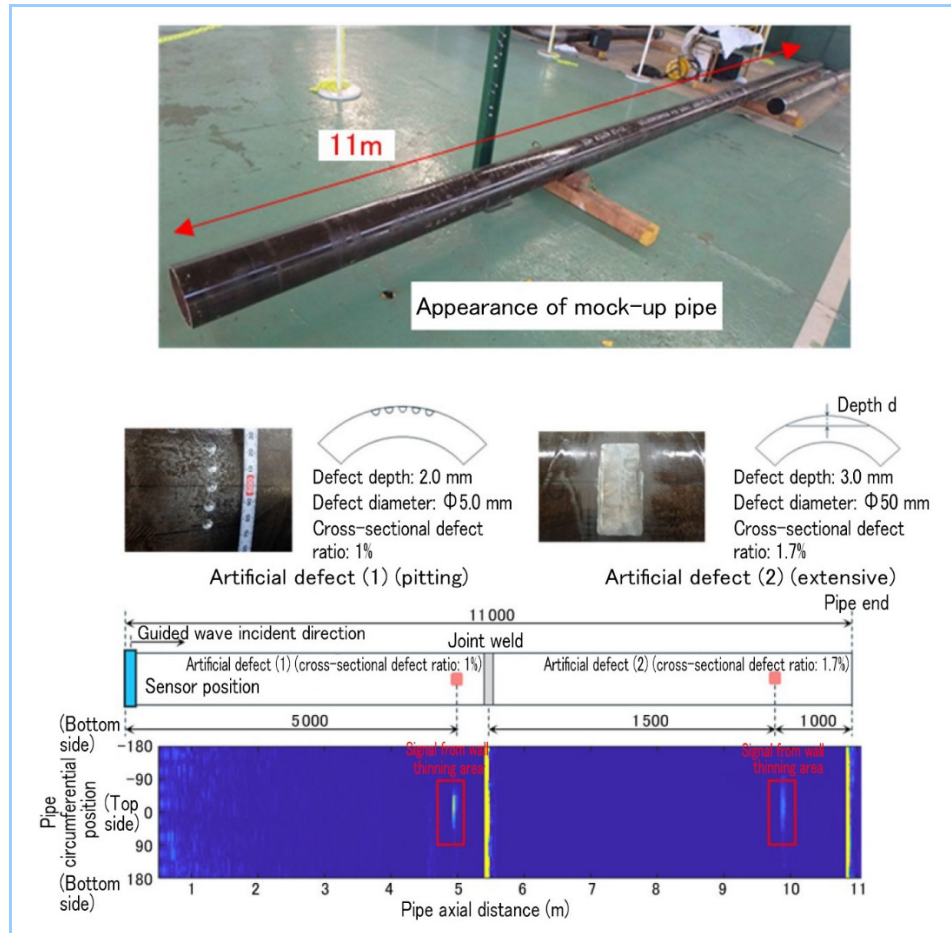 11m
Appearance of mock-up pipe
Depth d
Defect depth: 2.0 mm
Defect diameter: Φ5.0 mm
Cross-sectional defect
ratio: 1%
Artificial defect (1) (pitting)
Defect depth: 3.0 mm
Defect diameter: Φ50 mm
Cross-sectional defect
ratio: 1.7%
Artificial defect (2) (extensive)
11000
Pipe end
Guided wave incident direction
Joint weld
Artificial defect (1) (cross-sectional defect ratio: 1%)
Artificial defect (2) (cross-sectional defect ratio: 1.7%)
Sensor position
5000
1500
1000
(Bottom
side)
-180
-90
0
90
180
Pipe
circumferential
position
(Top
side)
(Bottom
side)
Signal from wall
thinning area
Signal from wall
thinning area
1 2 3 4 5 6 7 8 9 10 11
Pipe axial distance (m)